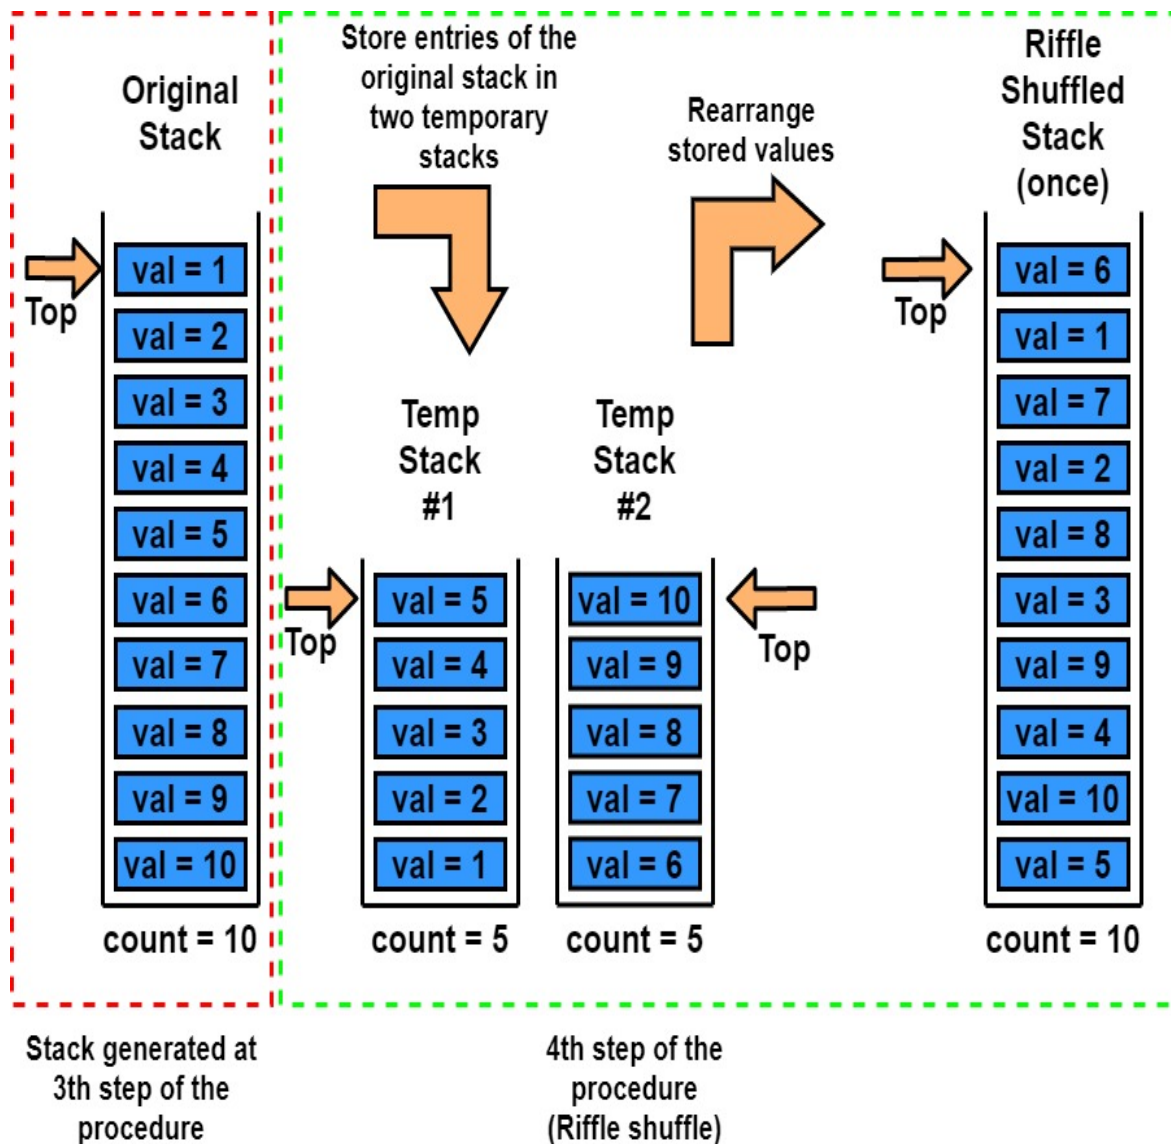 Original
Stack
Top
val = 1
val = 2
val = 3
val = 4
val = 5
val = 6
val = 7
val = 8
val = 9
val = 10
count = 10
Stack generated at
3th step of the
procedure
Store entries of the
original stack in
two temporary
stacks
Rearrange
stored values
Temp
Stack
#1
Top
val = 5
val = 4
val = 3
val = 2
val = 1
count = 5
Temp
Stack
#2
Top
val = 10
val = 9
val = 8
val = 7
val = 6
count = 5
Riffle
Shuffled
Stack
(once)
Top
val = 6
val = 1
val = 7
val = 2
val = 8
val = 3
val = 9
val = 4
val = 10
val = 5
count = 10
4th step of the
procedure
(Riffle shuffle)